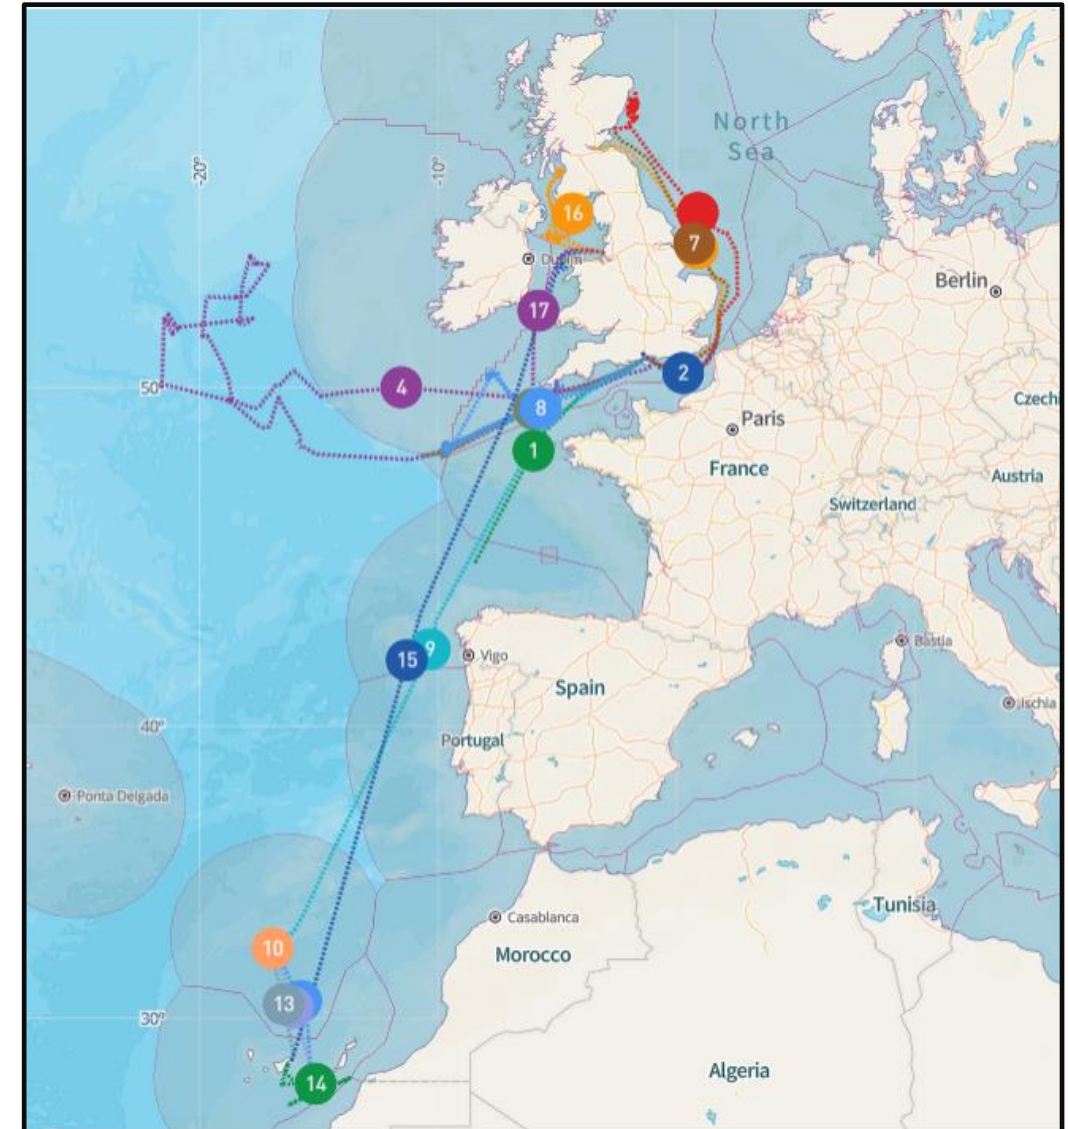 North
Sea
-20°
-10°
16
7
Berlin
Dublin
17
2
50°
4
8
Czechi
Paris
1
France
Austria
Switzerland
9
15
Vigo
Bastia
Spain
Ischia
40°
Portugal
Ponta Delgada
Tunisia
Casablanca
10
Morocco
13
30°
Algeria
14